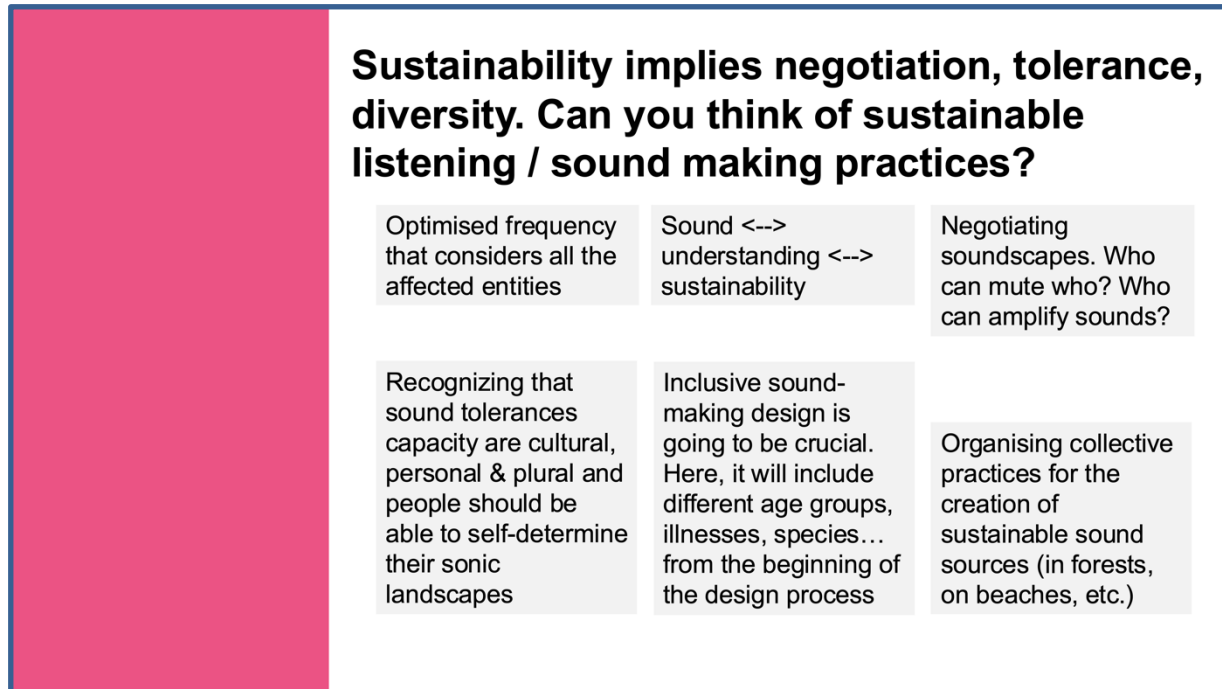 Sustainability implies negotiation, tolerance,
diversity. Can you think of sustainable
listening / sound making practices?
Optimised frequency
that considers all the
affected entities
Sound <-->
understanding <-->
sustainability
Negotiating
soundscapes. Who
can mute who? Who
can amplify sounds?
Recognizing that
sound tolerances
capacity are cultural,
personal & plural and
people should be
able to self-determine
their sonic
landscapes
Inclusive sound-
making design is
going to be crucial.
Here, it will include
different age groups,
illnesses, species…
from the beginning of
the design process
Organising collective
practices for the
creation of
sustainable sound
sources (in forests,
on beaches, etc.)